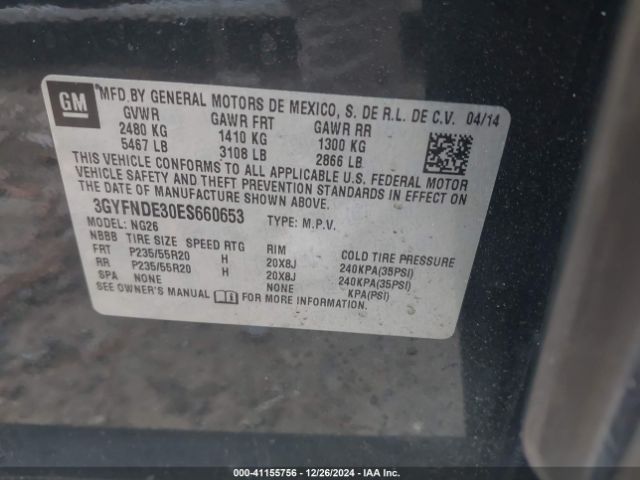 GM
*MFD.BY GENERAL MOTORS DE MEXICO, S. DE R.L. DE C.V. 04/14
GVWR GAWR FRT GAWR RR
2480 KG 1410 KG 1300 KG
5467 LB 3108 LB 2866 LB
THIS VEHICLE CONFORMS TO ALL APPLICABLE U.S. FEDERAL MOTOR
VEHICLE SAFETY AND THEFT PREVENTION STANDARDS IN EFFECT ON
THE DATE OF MANUFACTURE SHOWN ABOVE.
3GYFNDE30ES660653 TYPE: M.P.V.
MODEL: NG26
NBBB TIRE SIZE SPEED RTG RIM COLD TIRE PRESSURE
FRT P235/55R20 H 20X8J 240KPA(35PSI)
RR P235/55R20 H 20X8J 240KPA(35PSI)
SPA NONE NONE KPA(PSI)
SEE OWNER'S MANUAL FOR MORE INFORMATION.
000-41155756 - 12/26/2024 - IAA Inc.